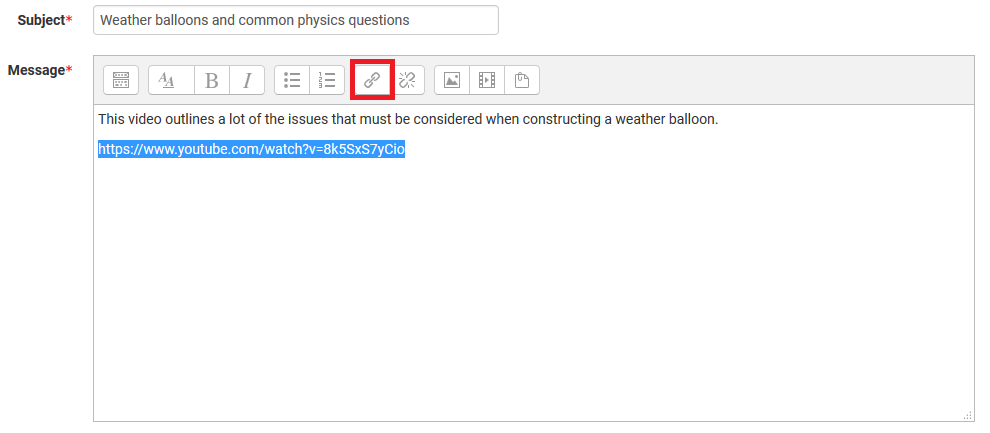 Subject*
Weather balloons and common physics questions
Message*
B I
This video outlines a lot of the issues that must be considered when constructing a weather balloon.
https://www.youtube.com/watch?v=8k5SxS7yCio